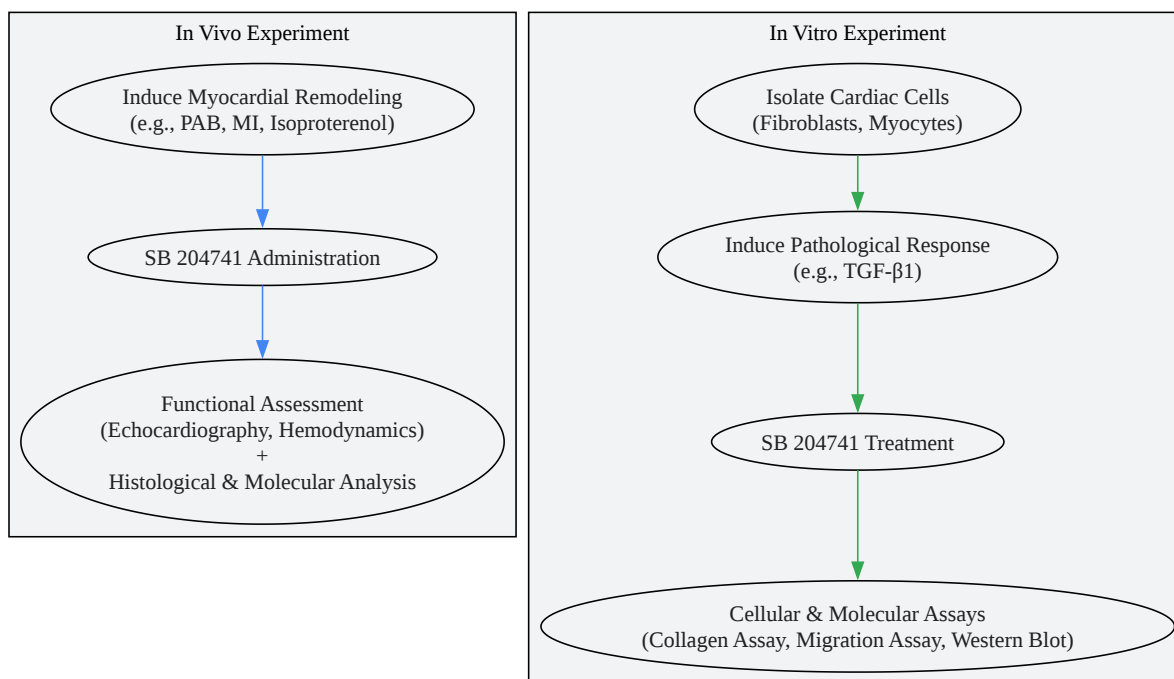 In Vivo Experiment
Induce Myocardial Remodeling
(e.g., PAB, MI, Isoproterenol)
SB 204741 Administration
Functional Assessment
(Echocardiography, Hemodynamics)
+
Histological & Molecular Analysis
In Vitro Experiment
Isolate Cardiac Cells
(Fibroblasts, Myocytes)
Induce Pathological Response
(e.g., TGF-β1)
SB 204741 Treatment
Cellular & Molecular Assays
(Collagen Assay, Migration Assay, Western Blot)